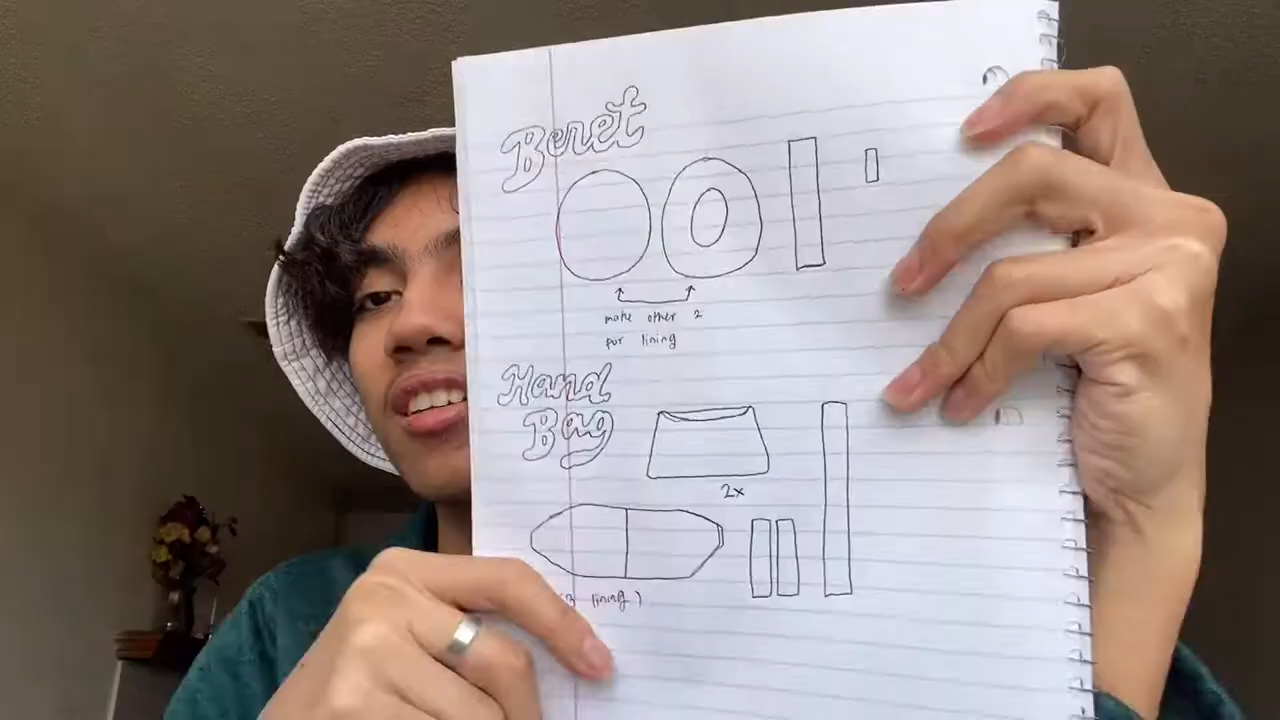 Beret
make other 2
for lining
Hand
Bag
2x
lining)